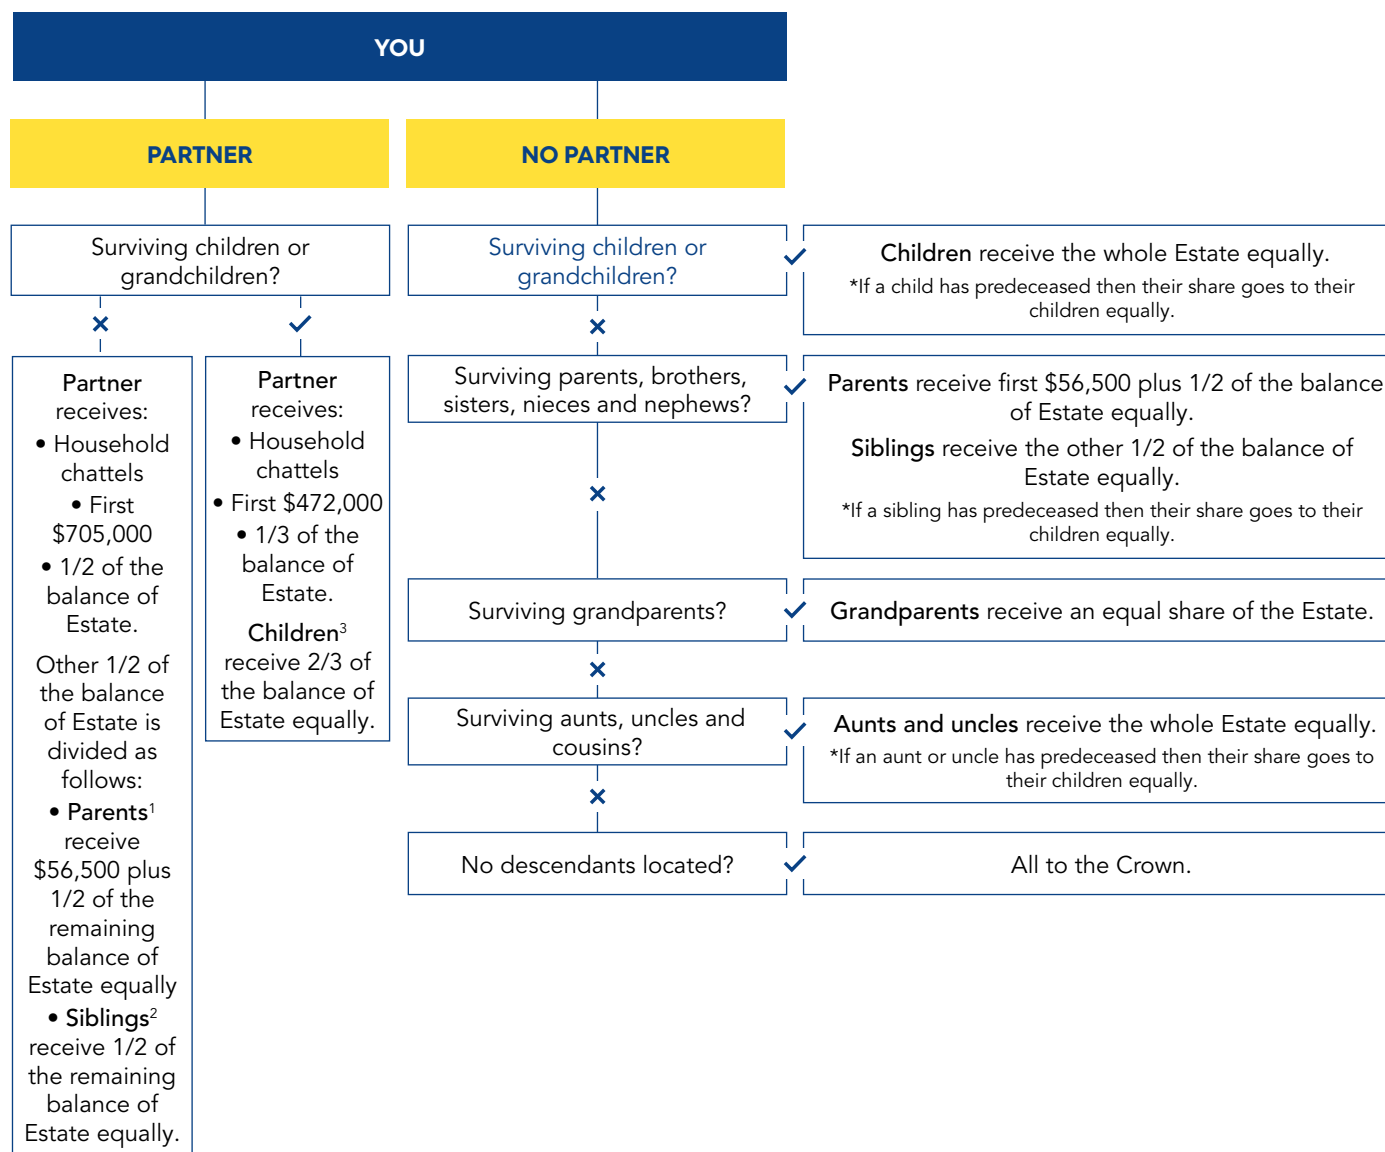 YOU
PARTNER
NO PARTNER
Surviving children or
grandchildren?
Partner
receives:
• Household
chattels
• First
$705,000
• 1/2 of the
balance of
Estate.
Other 1/2 of
the balance
of Estate is
divided as
follows:
• Parents¹
receive
$56,500 plus
1/2 of the
remaining
balance of
Estate equally
• Siblings²
receive 1/2 of
the remaining
balance of
Estate equally.
Partner
receives:
• Household
chattels
• First $472,000
• 1/3 of the
balance of
Estate.
Children³
receive 2/3 of
the balance of
Estate equally.
Surviving children or
grandchildren?
Children receive the whole Estate equally.
*If a child has predeceased then their share goes to their
children equally.
Surviving parents, brothers,
sisters, nieces and nephews?
Parents receive first $56,500 plus 1/2 of the balance
of Estate equally.
Siblings receive the other 1/2 of the balance of
Estate equally.
*If a sibling has predeceased then their share goes to their
children equally.
Surviving grandparents?
Grandparents receive an equal share of the Estate.
Surviving aunts, uncles and
cousins?
Aunts and uncles receive the whole Estate equally.
*If an aunt or uncle has predeceased then their share goes to
their children equally.
No descendants located?
All to the Crown.